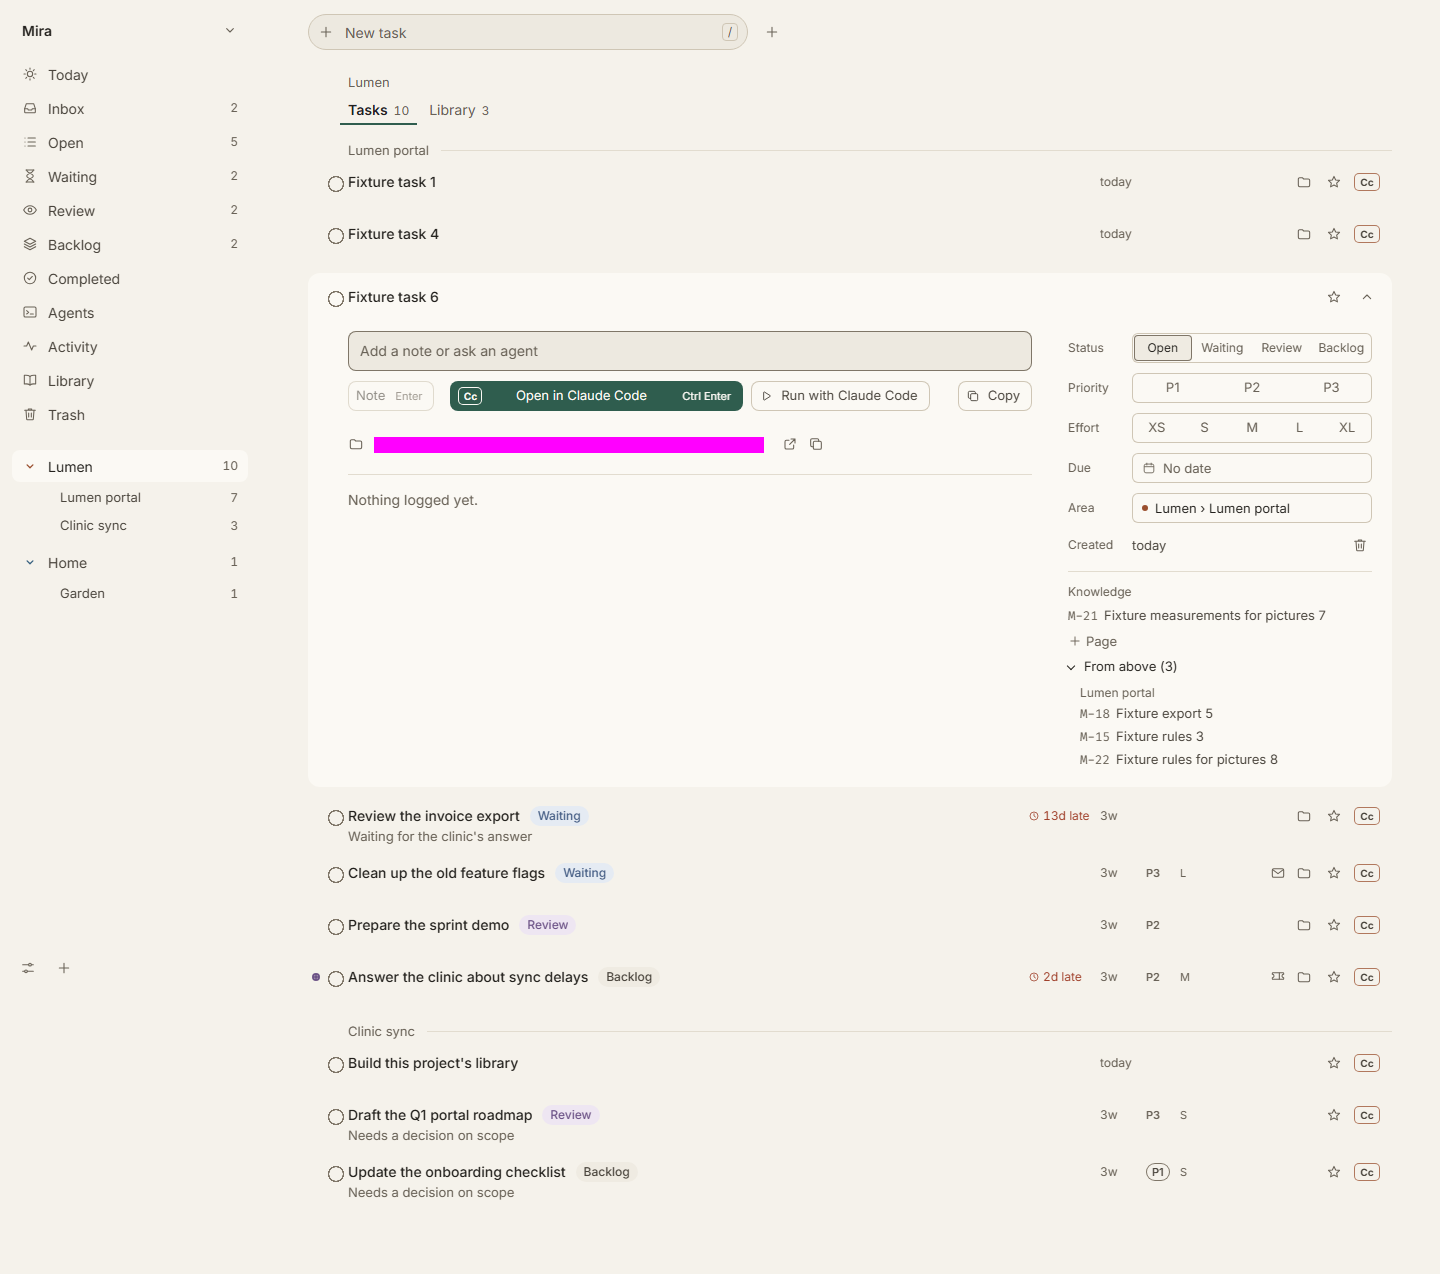 Mira
Today
Inbox 2
Open 5
Waiting 2
Review 2
Backlog 2
Completed
Agents
Activity
Library
Trash
Lumen 10
Lumen portal 7
Clinic sync 3
Home 1
Garden 1
New task /
Lumen
Tasks 10 Library 3
Lumen portal
Fixture task 1 today Cc
Fixture task 4 today Cc
Fixture task 6
Add a note or ask an agent
Note Enter Cc Open in Claude Code Ctrl Enter Run with Claude Code Copy
Nothing logged yet.
Status Open Waiting Review Backlog
Priority P1 P2 P3
Effort XS S M L XL
Due No date
Area Lumen › Lumen portal
Created today
Knowledge
M-21 Fixture measurements for pictures 7
Page
From above (3)
Lumen portal
M-18 Fixture export 5
M-15 Fixture rules 3
M-22 Fixture rules for pictures 8
Review the invoice export Waiting 13d late 3w Cc
Waiting for the clinic's answer
Clean up the old feature flags Waiting 3w P3 L Cc
Prepare the sprint demo Review 3w P2 Cc
Answer the clinic about sync delays Backlog 2d late 3w P2 M Cc
Clinic sync
Build this project's library today Cc
Draft the Q1 portal roadmap Review 3w P3 S Cc
Needs a decision on scope
Update the onboarding checklist Backlog 3w P1 S Cc
Needs a decision on scope